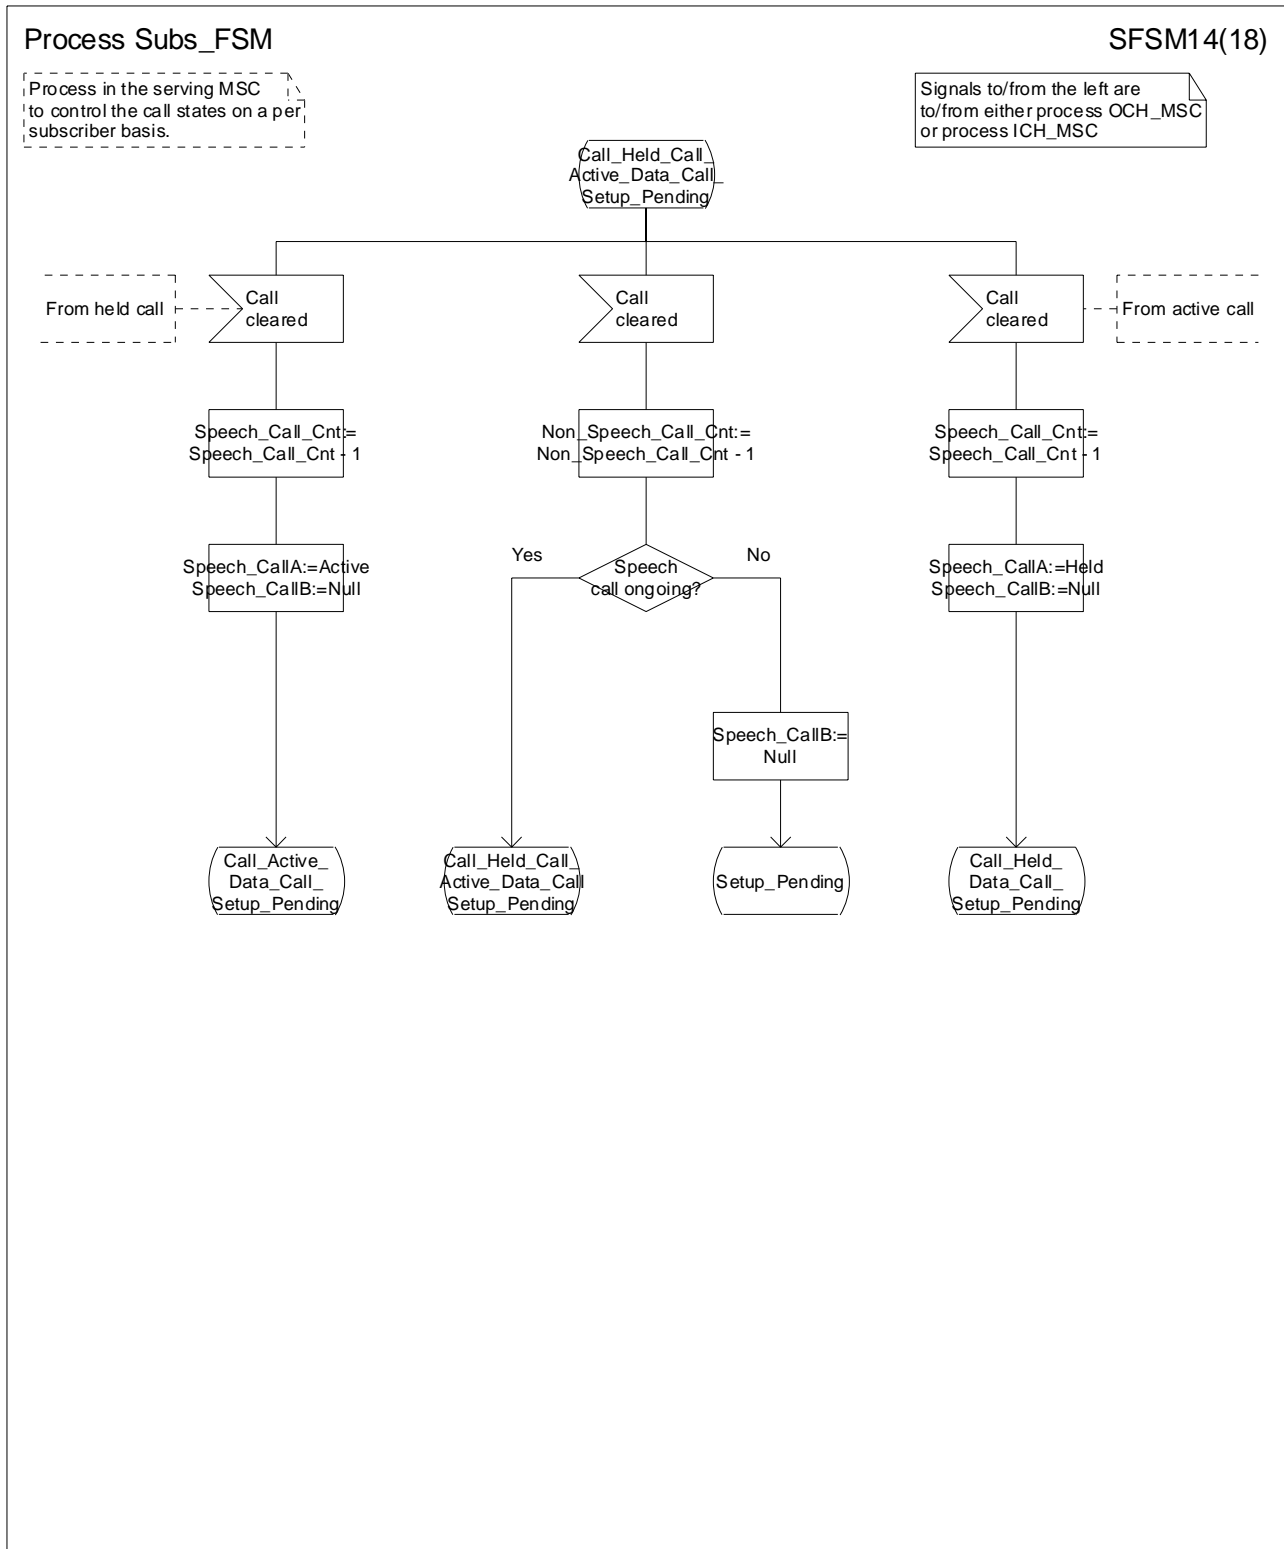 Process Subs_FSM
SFSM14(18)
Process in the serving MSC
to control the call states on a per
subscriber basis.
Signals to/from the left are
to/from either process OCH_MSC
or process ICH_MSC
Call_Held_Call_
Active_Data_Call_
Setup_Pending
From held call
Call
cleared
Call
cleared
Call
cleared
From active call
Speech_Call_Cnt:=
Speech_Call_Cnt - 1
Non_Speech_Call_Cnt:=
Non_Speech_Call_Cnt - 1
Speech_Call_Cnt:=
Speech_Call_Cnt - 1
Speech_CallA:=Active
Speech_CallB:=Null
Yes
Speech
call ongoing?
No
Speech_CallA:=Held
Speech_CallB:=Null
Speech_CallB:=
Null
Call_Active_
Data_Call_
Setup_Pending
Call_Held_Call_
Active_Data_Call
Setup_Pending
Setup_Pending
Call_Held_
Data_Call_
Setup_Pending